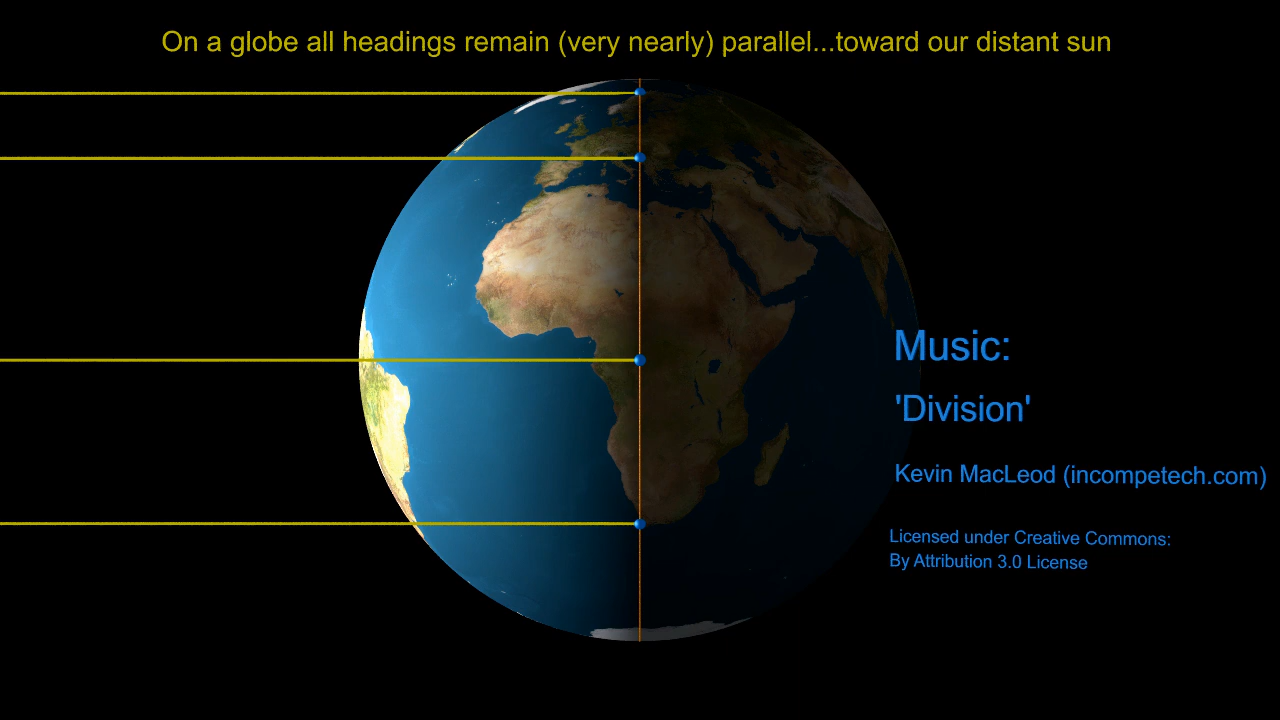 On a globe all headings remain (very nearly) parallel...toward our distant sun
Music:
'Division'
Kevin MacLeod (incompetech.com)
Licensed under Creative Commons:
By Attribution 3.0 License